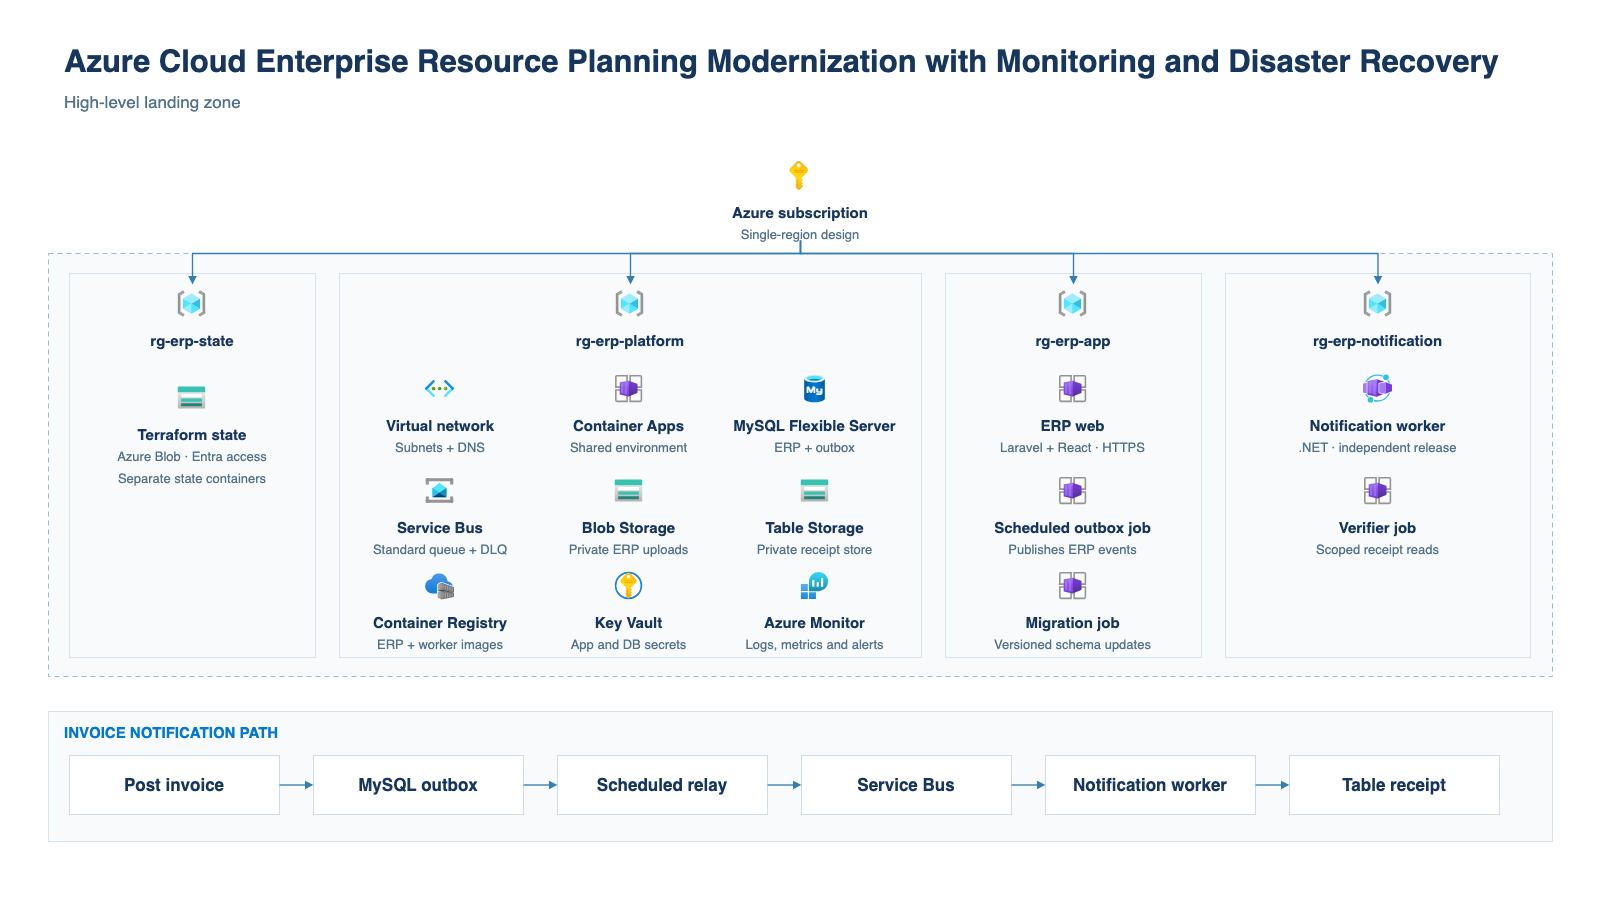 Azure Cloud Enterprise Resource Planning Modernization with Monitoring and Disaster Recovery
High-level landing zone
Azure subscription
Single-region design
rg-erp-state
Terraform state
Azure Blob · Entra access
Separate state containers
rg-erp-platform
Virtual network
Subnets + DNS
Container Apps
Shared environment
My
MySQL Flexible Server
ERP + outbox
Service Bus
Standard queue + DLQ
Blob Storage
Private ERP uploads
Table Storage
Private receipt store
Container Registry
ERP + worker images
Key Vault
App and DB secrets
Azure Monitor
Logs, metrics and alerts
rg-erp-app
ERP web
Laravel + React · HTTPS
Scheduled outbox job
Publishes ERP events
Migration job
Versioned schema updates
rg-erp-notification
Notification worker
.NET · independent release
Verifier job
Scoped receipt reads
INVOICE NOTIFICATION PATH
Post invoice
MySQL outbox
Scheduled relay
Service Bus
Notification worker
Table receipt